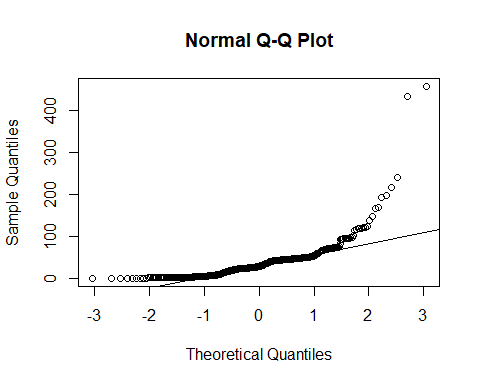 Normal Q-Q Plot
400
300
200
100
0
Sample Quantiles
-3 -2 -1 0 1 2 3
Theoretical Quantiles